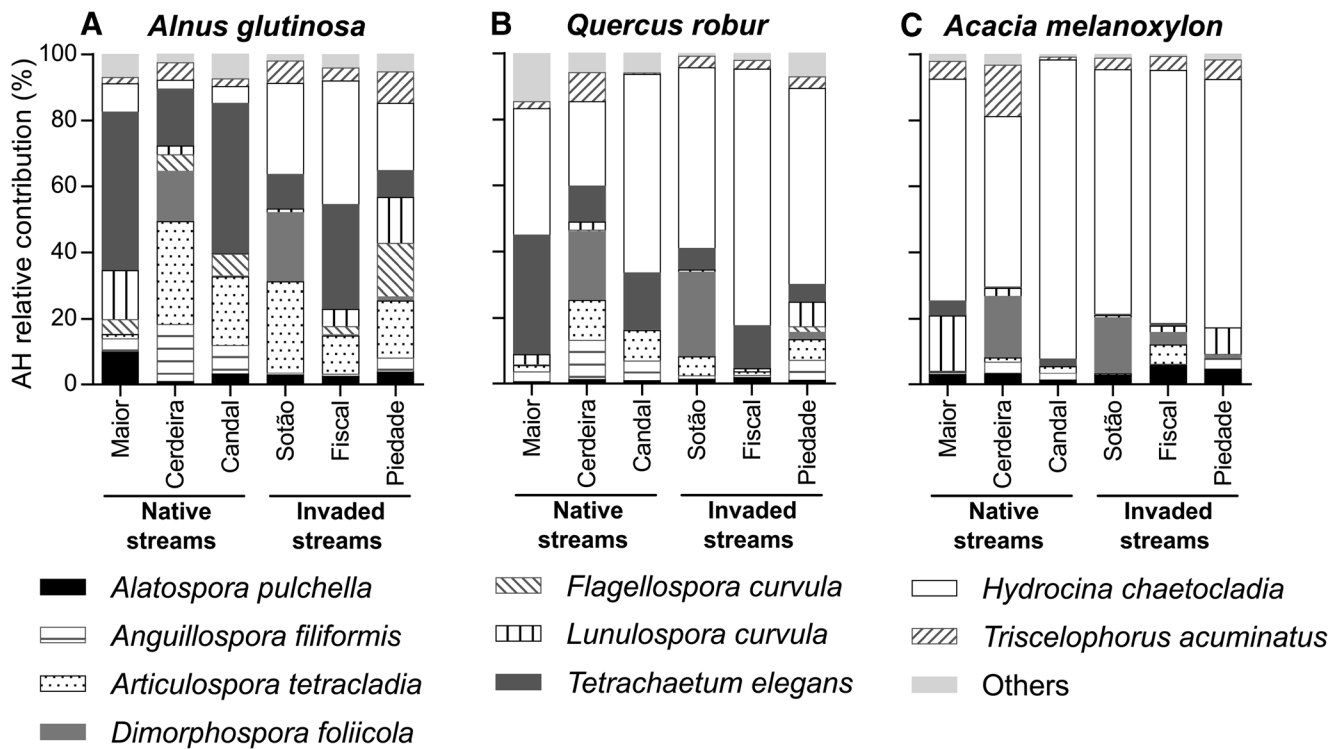 A Alnus glutinosa
B Quercus robur
C Acacia melanoxylon
AH relative contribution (%)
100
80
60
40
20
0
Maior
Cerdeira
Candal
Sotão
Fiscal
Piedade
Native
streams
Invaded
streams
Maior
Cerdeira
Candal
Sotão
Fiscal
Piedade
Native
streams
Invaded
streams
Maior
Cerdeira
Candal
Sotão
Fiscal
Piedade
Native
streams
Invaded
streams
Alatospora pulchella
Anguillospora filiformis
Articulospora tetracladia
Dimorphospora foliicola
Flagellospora curvula
Lunulospora curvula
Tetrachaetum elegans
Hydrocina chaetocladia
Triscelophorus acuminatus
Others